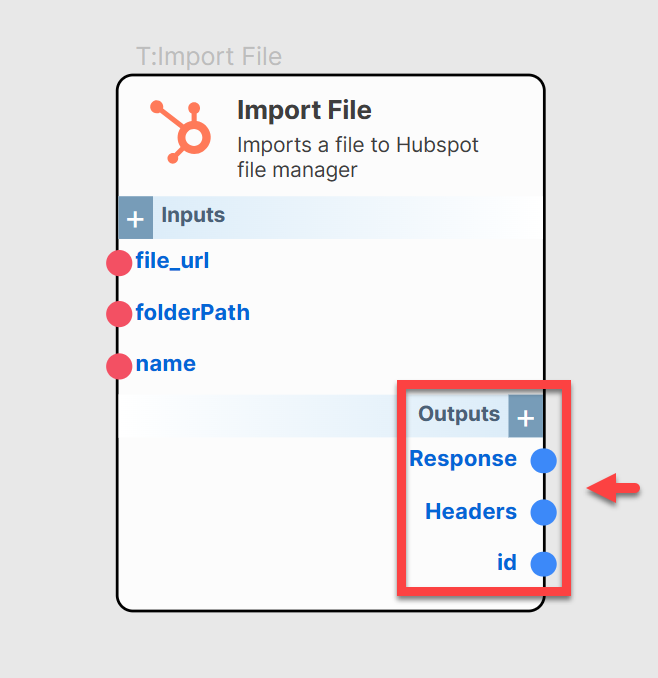 T:Import File
Import File
Imports a file to Hubspot
file manager
+ Inputs
file_url
folderPath
name
Outputs +
Response
Headers
id